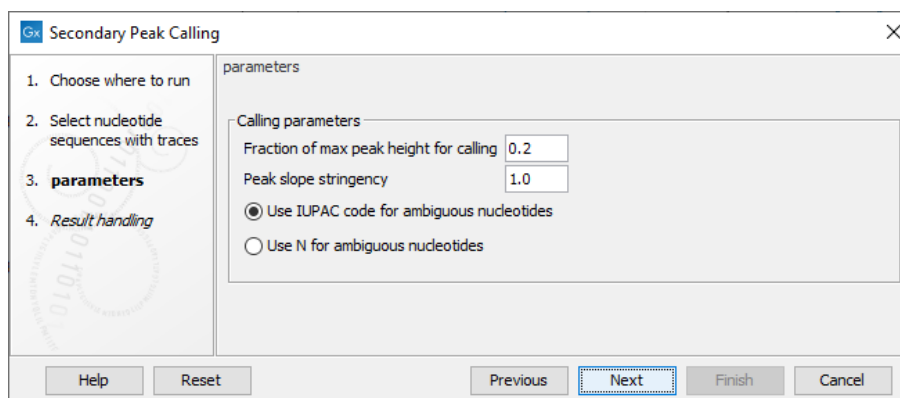 Gx Secondary Peak Calling
1. Choose where to run
2. Select nucleotide
sequences with traces
3. parameters
4. Result handling
parameters
Calling parameters
Fraction of max peak height for calling 0.2
Peak slope stringency 1.0
Use IUPAC code for ambiguous nucleotides
Use N for ambiguous nucleotides
Help Reset Previous Next Finish Cancel